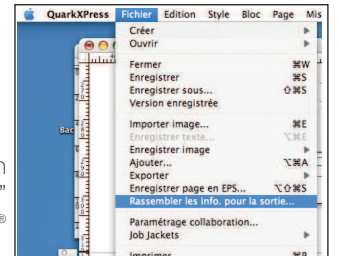 QuarkXPress Fichier Edition Style Bloc Page Mis
Créer
Ouvrir
Fermer ⌘W
Enregistrer ⌘S
Enregistrer sous... ⇧⌘S
Version enregistrée
Importer image... ⌘E
Enregistrer texte... ⌥⌘E
Enregistrer image
Ajouter... ⌥⌘A
Exporter
Enregistrer page en EPS... ⌥⇧⌘S
Rassembler les info. pour la sortie...
Paramétrage collaboration...
Job Jackets
Imprimer... ⌘P
Bac
n
”
®